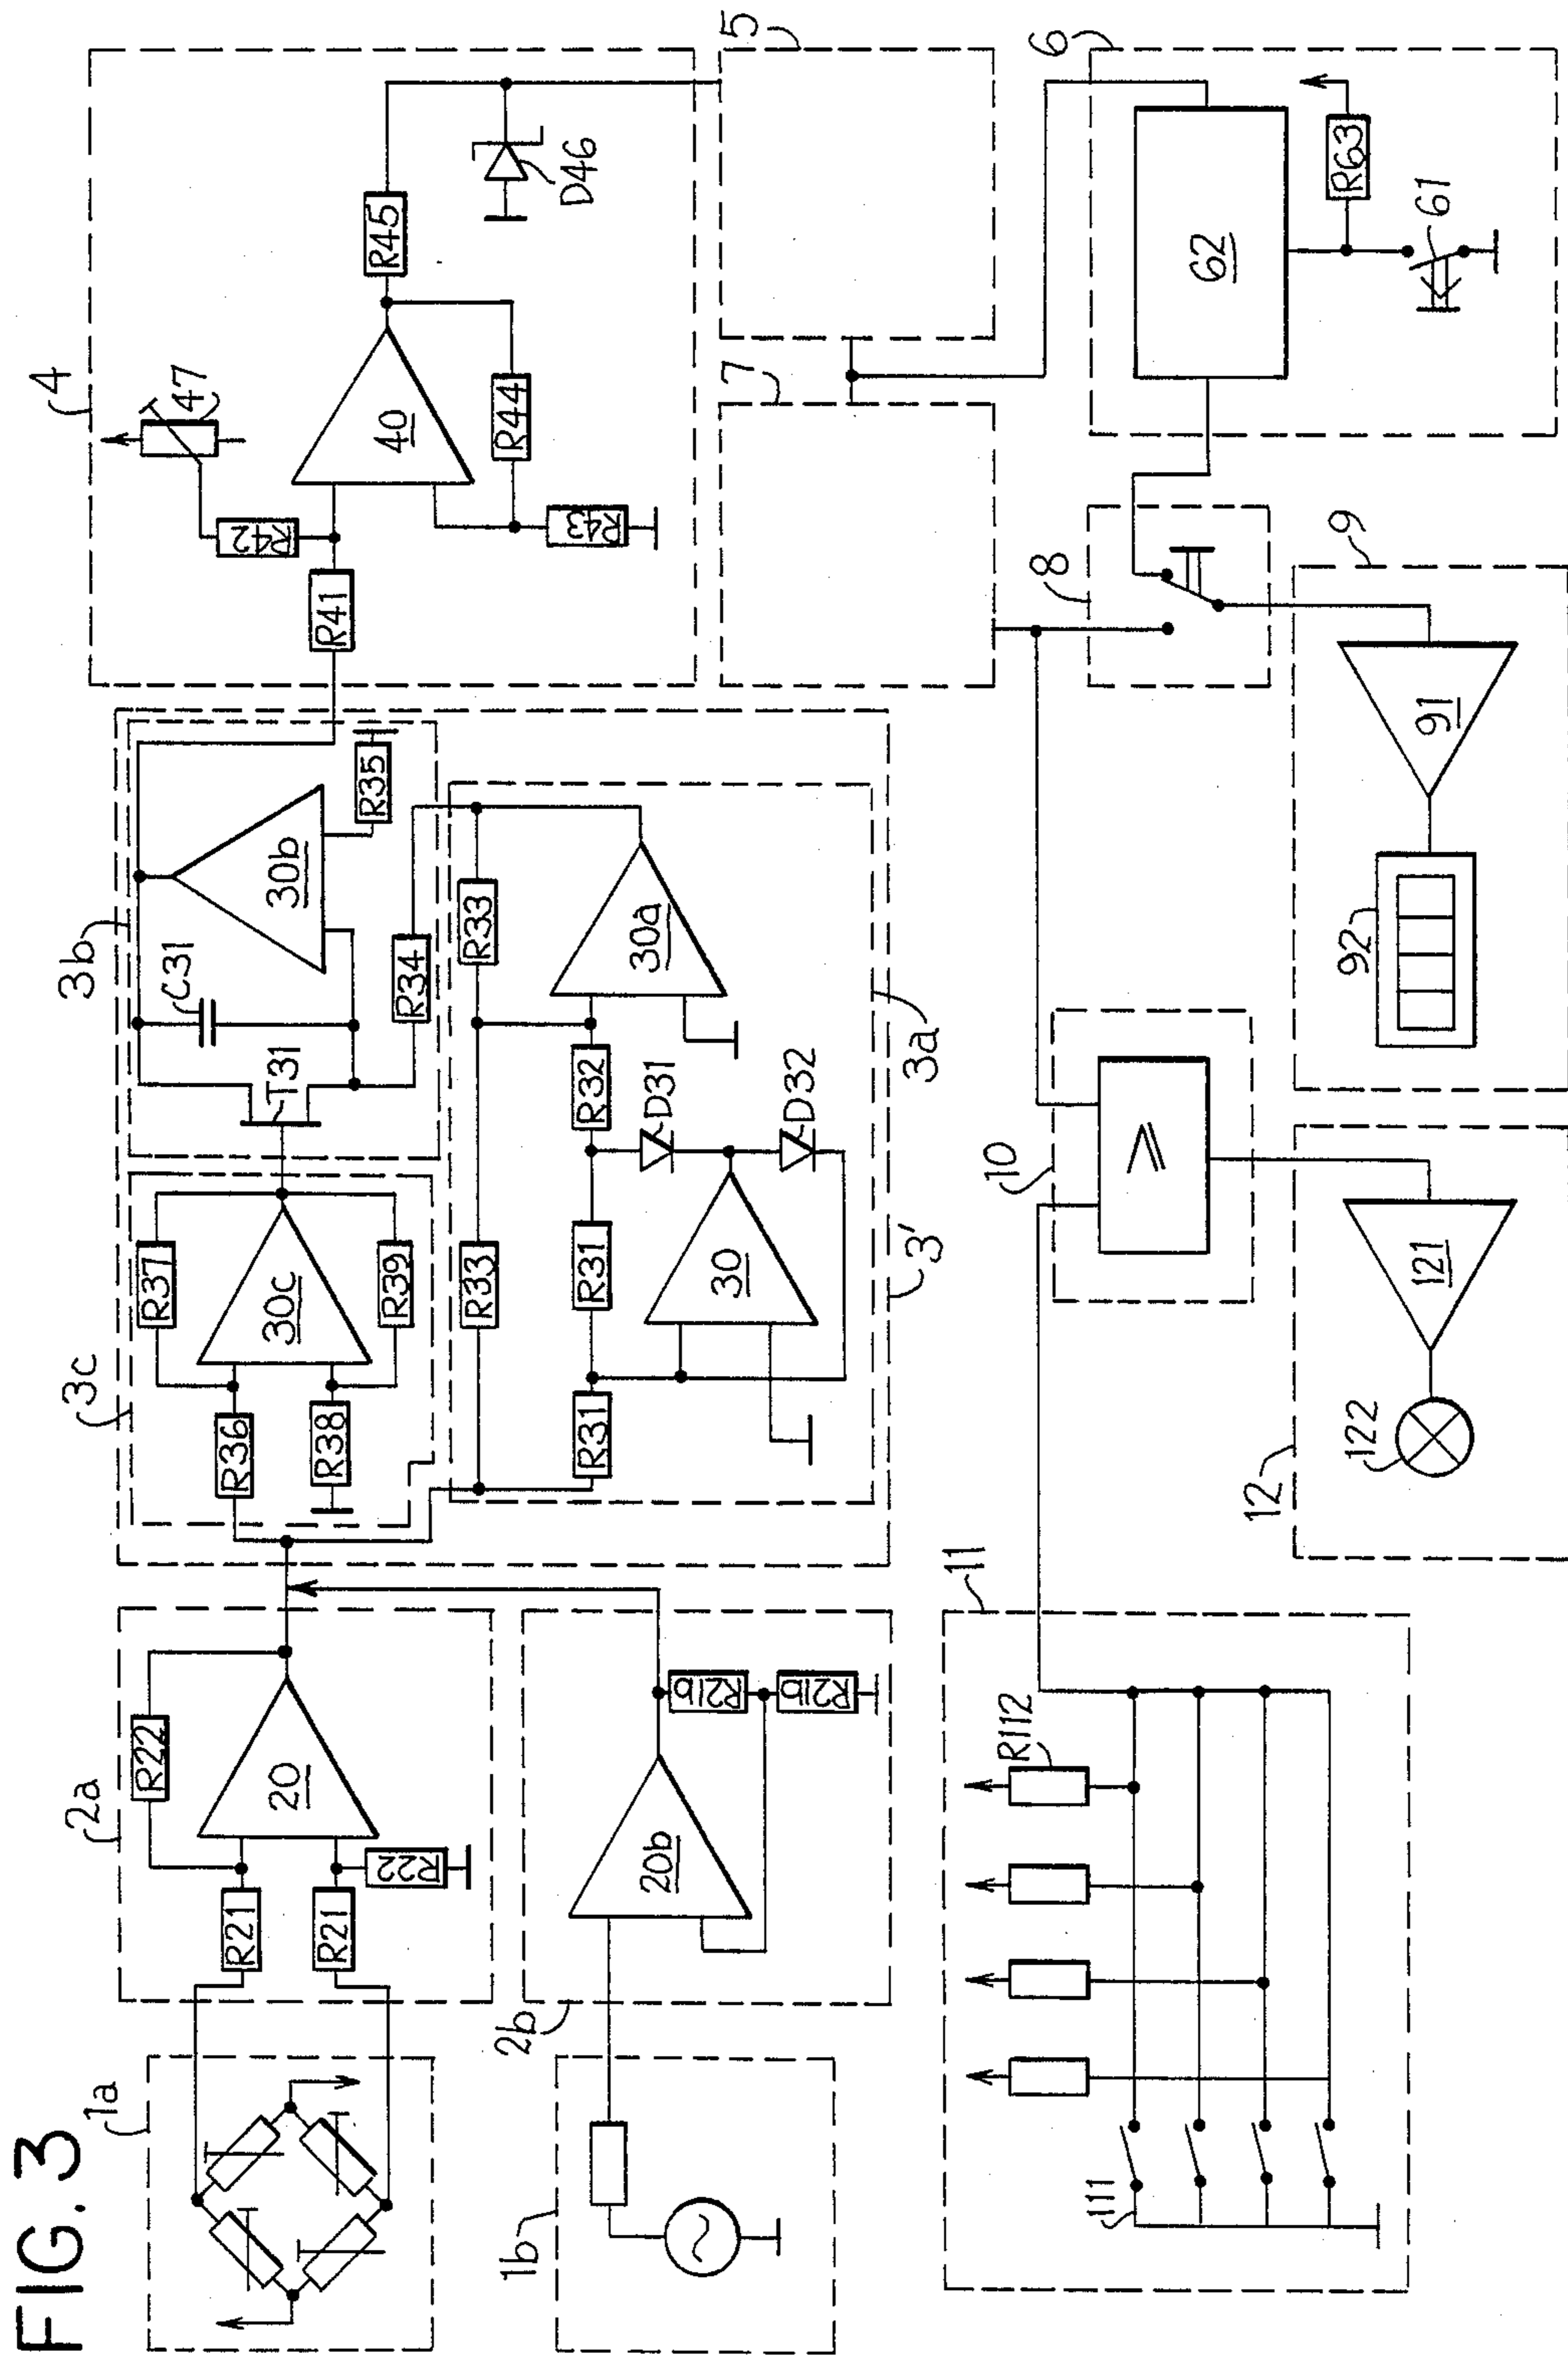 FIG. 3
1a
R21
R21
R22
R22
20
2a
1b
2b
20b
R21b
R21b
3c
R36
R37
R38
R39
30c
3b
T31
C31
30b
R34
R35
R33
R33
R31
R31
R32
D31
D32
30
30a
3a
3'
4
R41
R42
47
40
R43
R44
R45
D46
5
7
6
62
R63
61
8
9
91
92
10
≥
11
111
R112
12
121
122